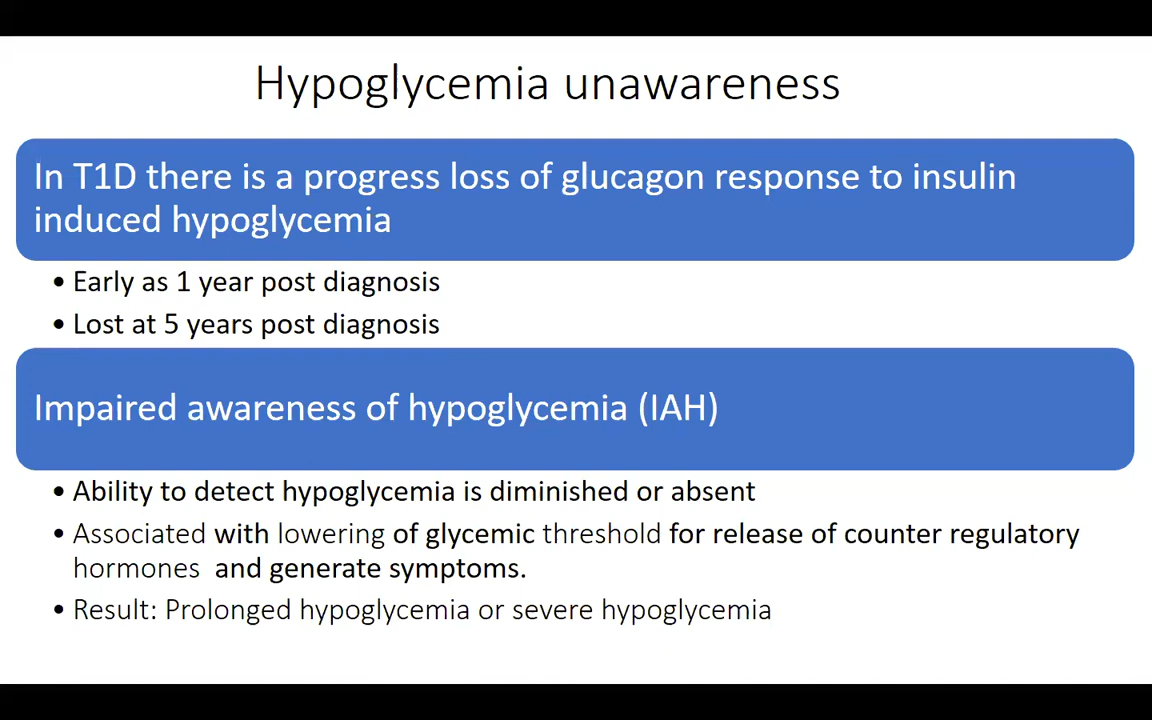 Hypoglycemia unawareness
In T1D there is a progress loss of glucagon response to insulin
induced hypoglycemia
• Early as 1 year post diagnosis
• Lost at 5 years post diagnosis
Impaired awareness of hypoglycemia (IAH)
• Ability to detect hypoglycemia is diminished or absent
• Associated with lowering of glycemic threshold for release of counter regulatory
hormones and generate symptoms.
• Result: Prolonged hypoglycemia or severe hypoglycemia